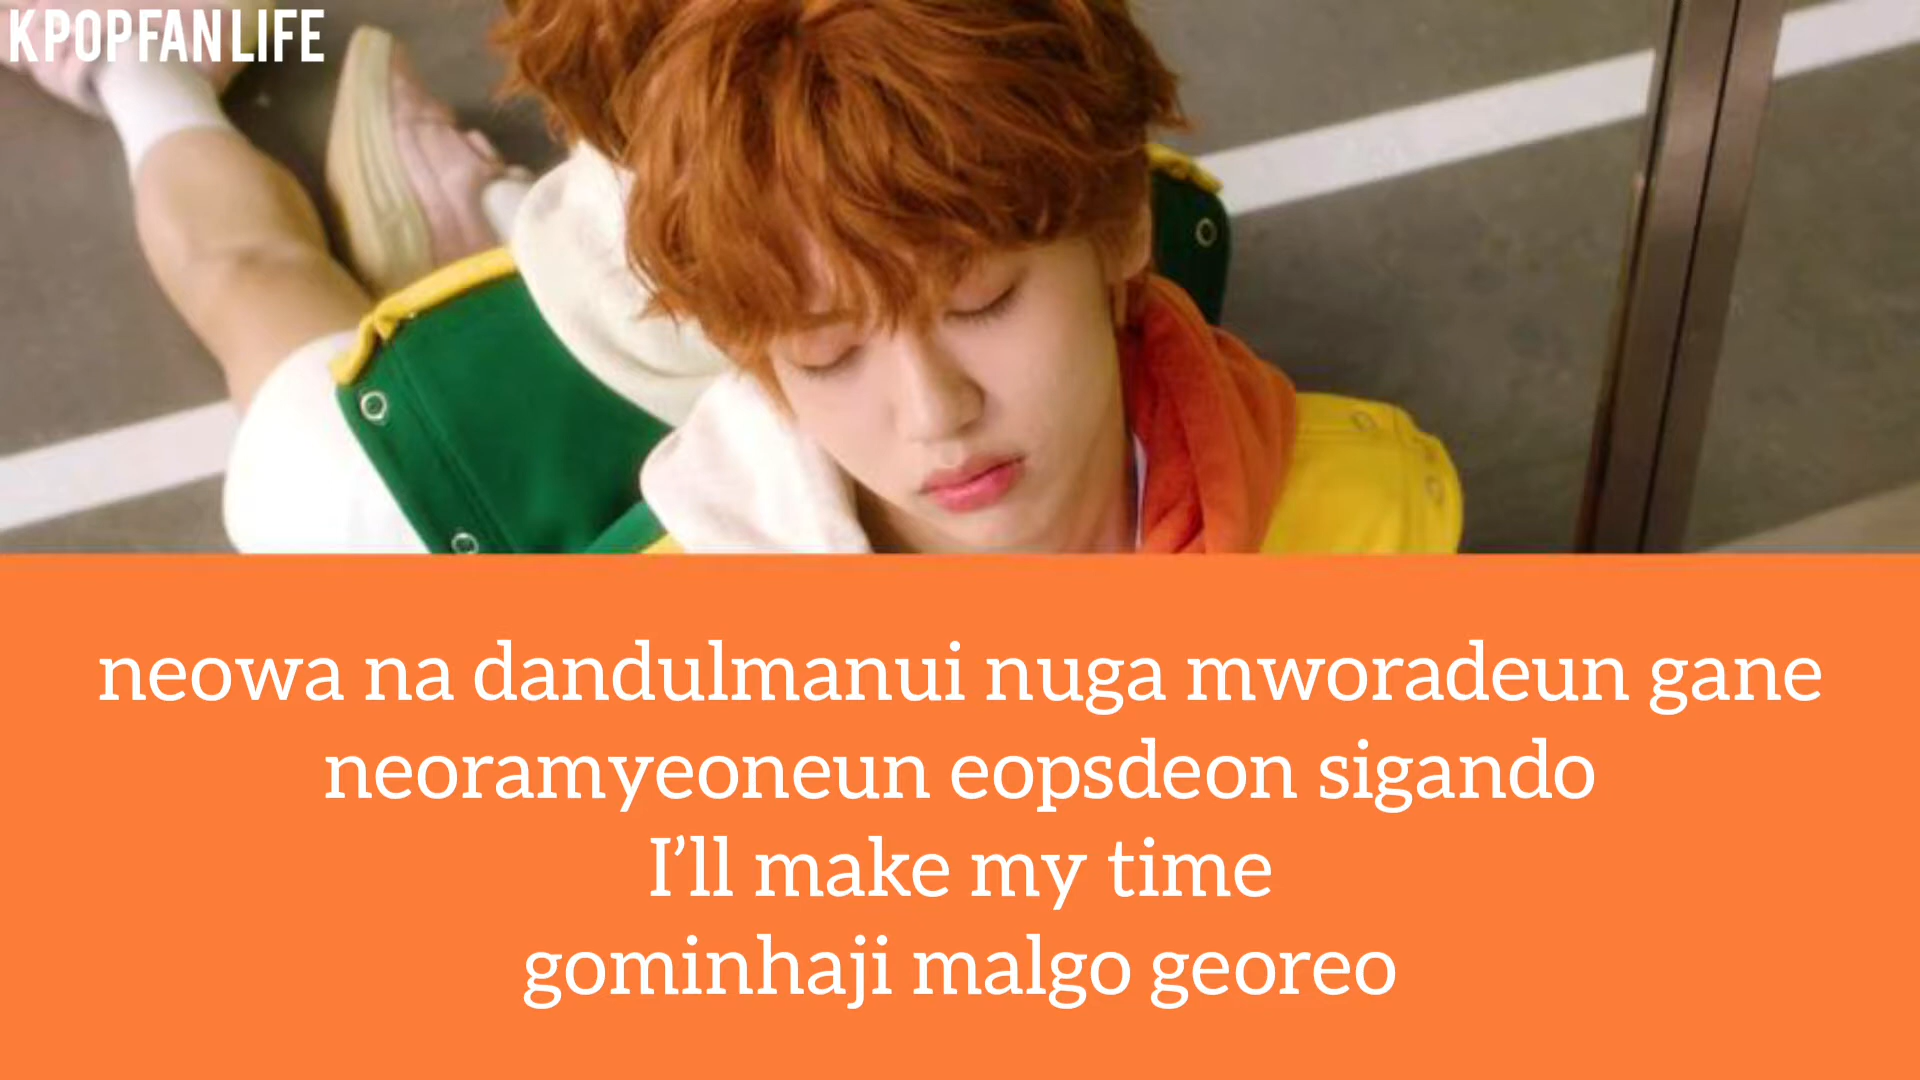 KPOPFANLIFE
neowa na dandulmanui nuga mworadeun gane
neoramyeoneun eopsdeon sigando
I’ll make my time
gominhaji malgo georeo